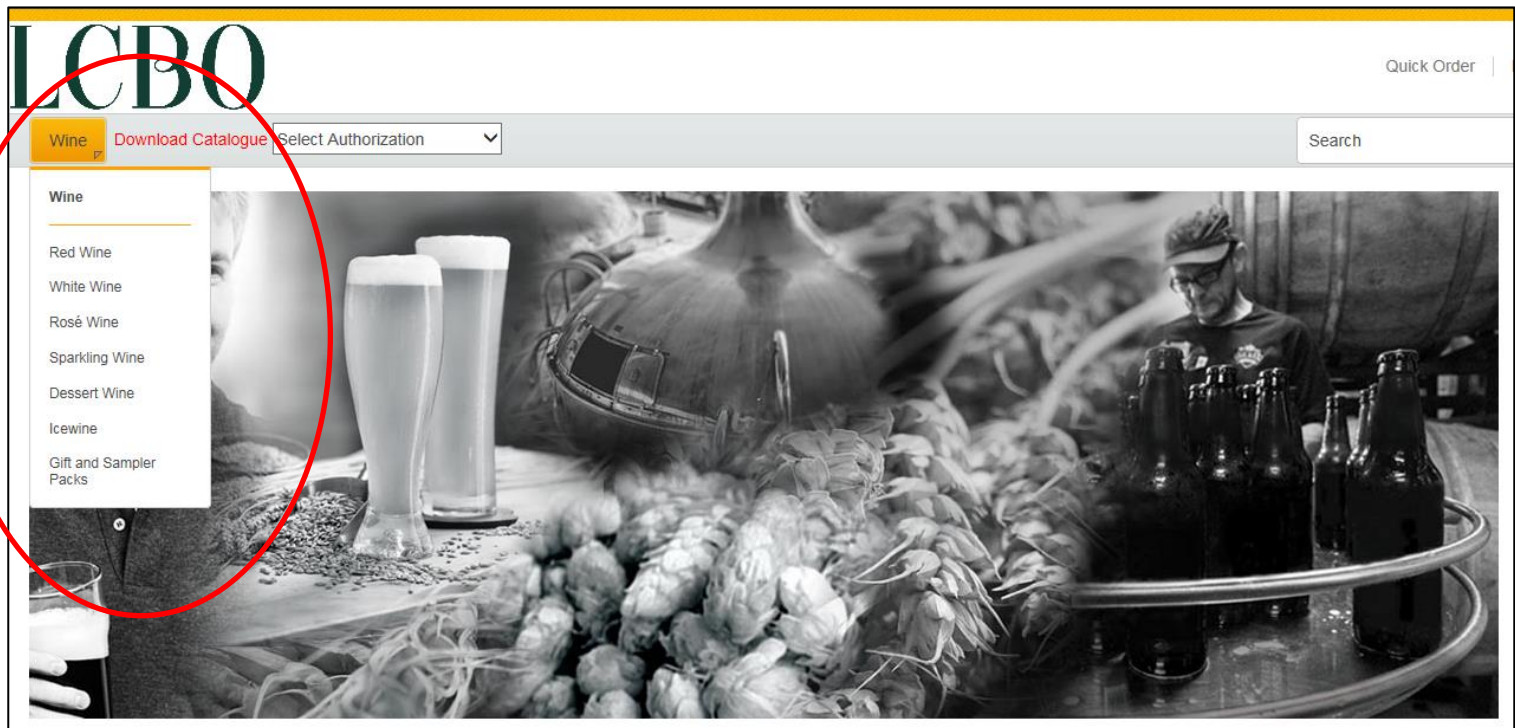 LCBO
Quick Order
Wine Download Catalogue Select Authorization Search
Wine
Red Wine
White Wine
Rosé Wine
Sparkling Wine
Dessert Wine
Icewine
Gift and Sampler
Packs